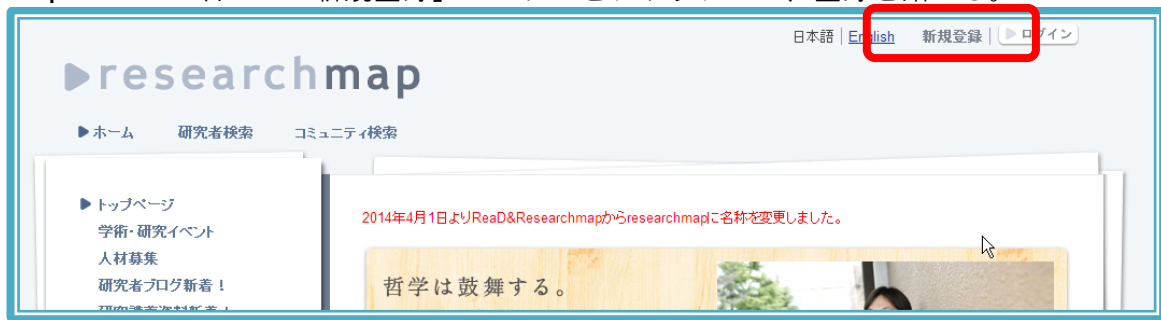 日本語 | English 新規登録 | ログイン
researchmap
ホーム 研究者検索 コミュニティ検索
トップページ
学術・研究イベント
人材募集
研究者ブログ新着！
2014年4月1日よりReaD&Researchmapからresearchmapに名称を変更しました。
哲学は鼓舞する。